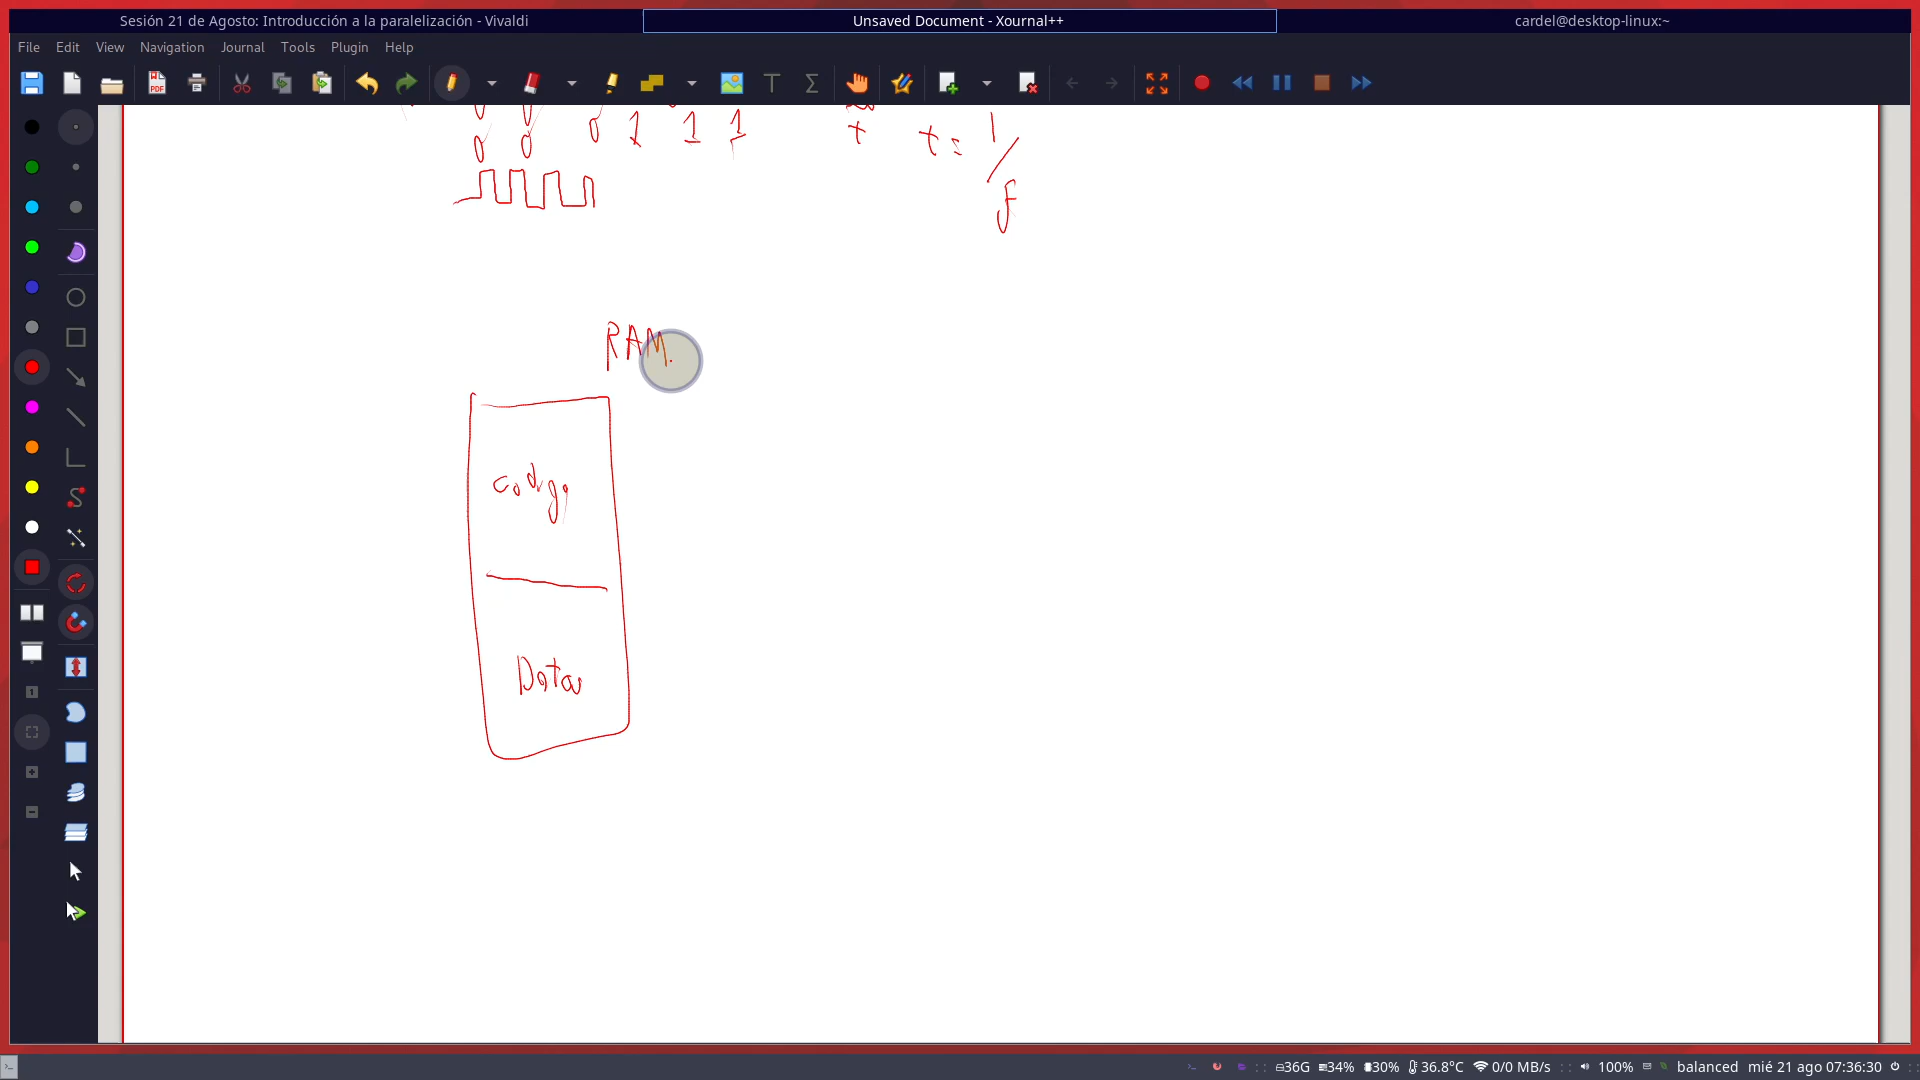 Sesión 21 de Agosto: Introducción a la paralelización - Vivaldi
Unsaved Document - Xournal++
cardel@desktop-linux:~
File Edit View Navigation Journal Tools Plugin Help
0 0 0 1 1 1
t t = 1/f
RAM
codigo
Data
36G 34% 30% 36.8°C 0/0 MB/s 100% balanced mié 21 ago 07:36:30